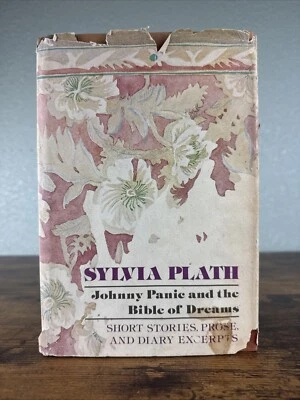 SYLVIA PLATH
Johnny Panic and the
Bible of Dreams
SHORT STORIES, PROSE,
AND DIARY EXCERPTS